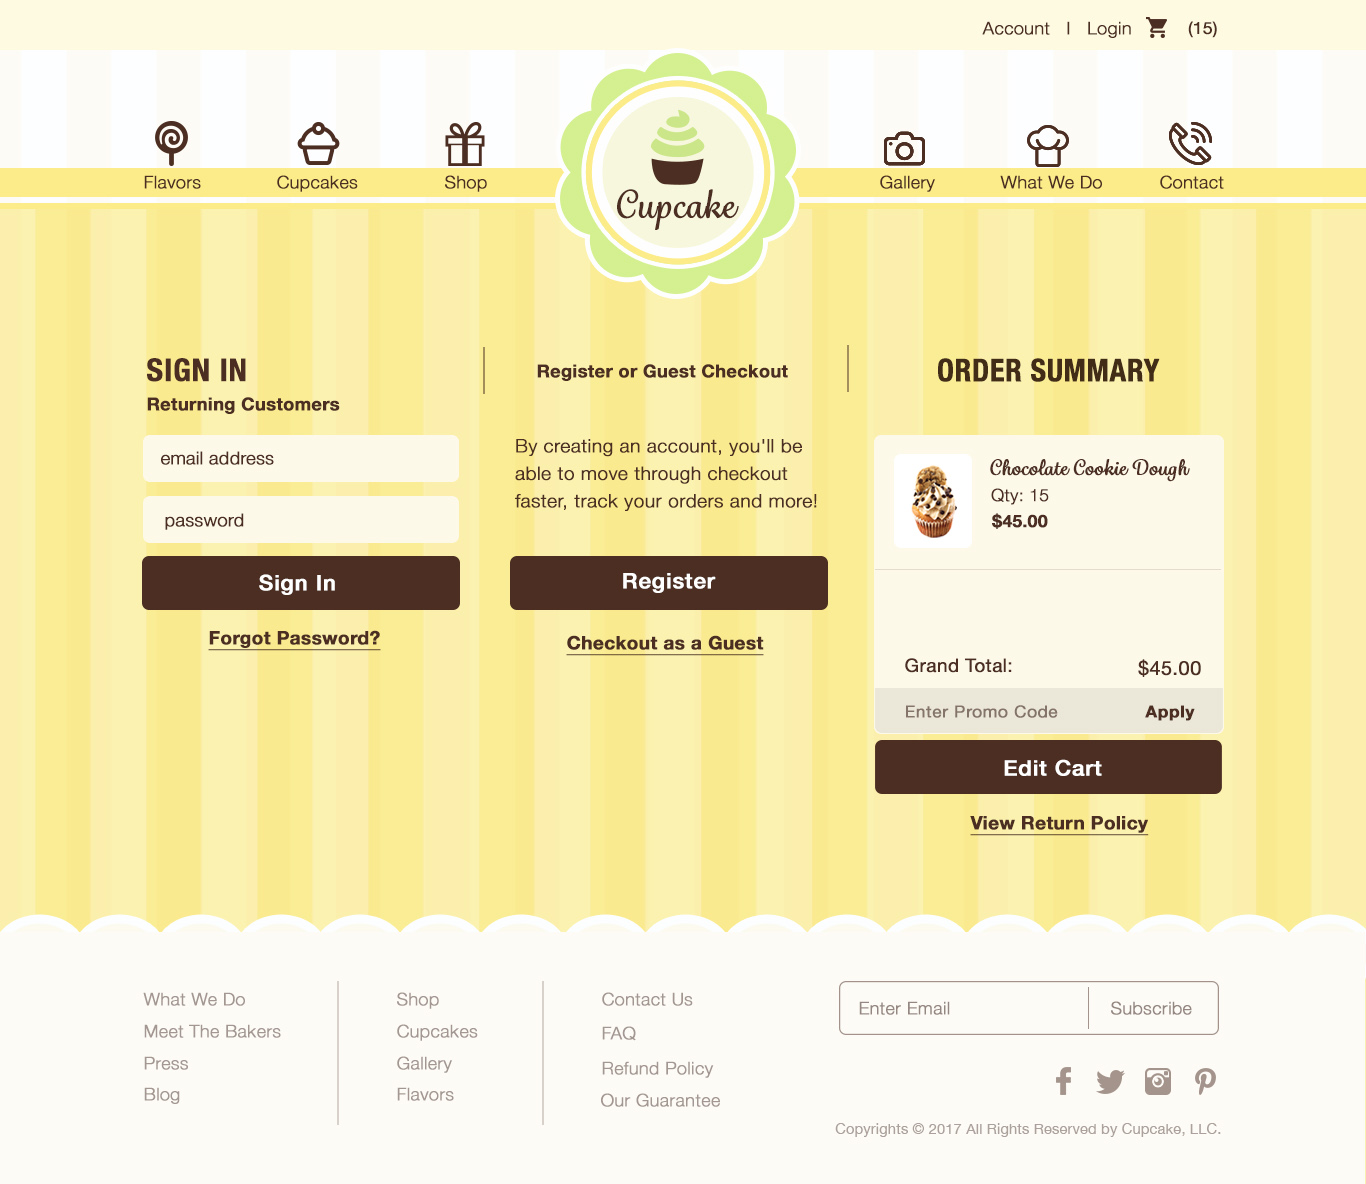 Account | Login (15)
Flavors
Cupcakes
Shop
Cupcake
Gallery
What We Do
Contact
SIGN IN
Returning Customers
email address
password
Sign In
Forgot Password?
Register or Guest Checkout
By creating an account, you'll be
able to move through checkout
faster, track your orders and more!
Register
Checkout as a Guest
ORDER SUMMARY
Chocolate Cookie Dough
Qty: 15
$45.00
Grand Total: $45.00
Enter Promo Code Apply
Edit Cart
View Return Policy
What We Do
Meet The Bakers
Press
Blog
Shop
Cupcakes
Gallery
Flavors
Contact Us
FAQ
Refund Policy
Our Guarantee
Enter Email Subscribe
Copyrights © 2017 All Rights Reserved by Cupcake, LLC.